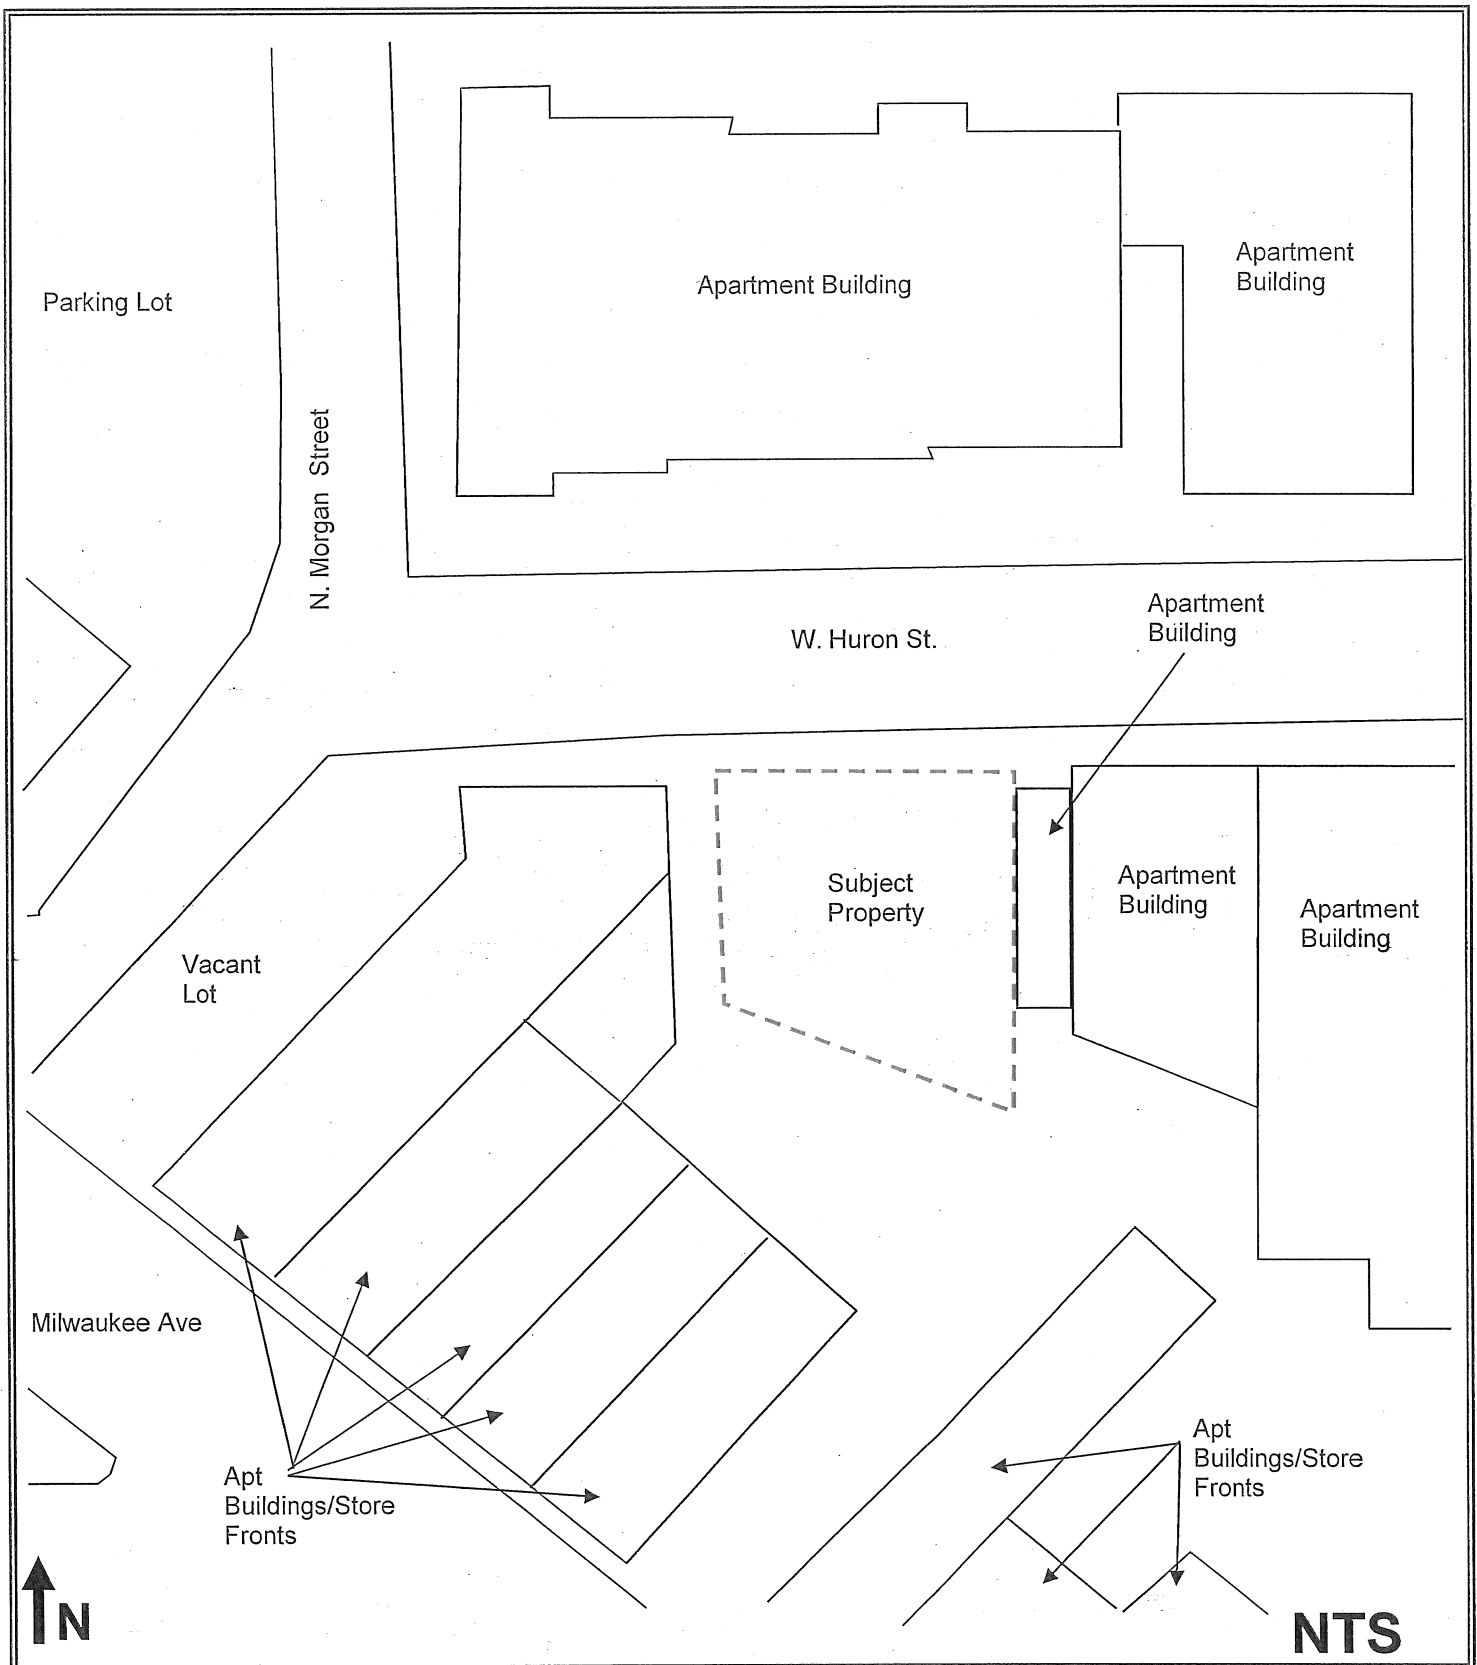 Apartment Building
Apartment
Building
Parking Lot
N. Morgan Street
Apartment
Building
W. Huron St.
Subject
Property
Apartment
Building
Apartment
Building
Vacant
Lot
Milwaukee Ave
Apt
Buildings/Store
Fronts
Apt
Buildings/Store
Fronts
N
NTS